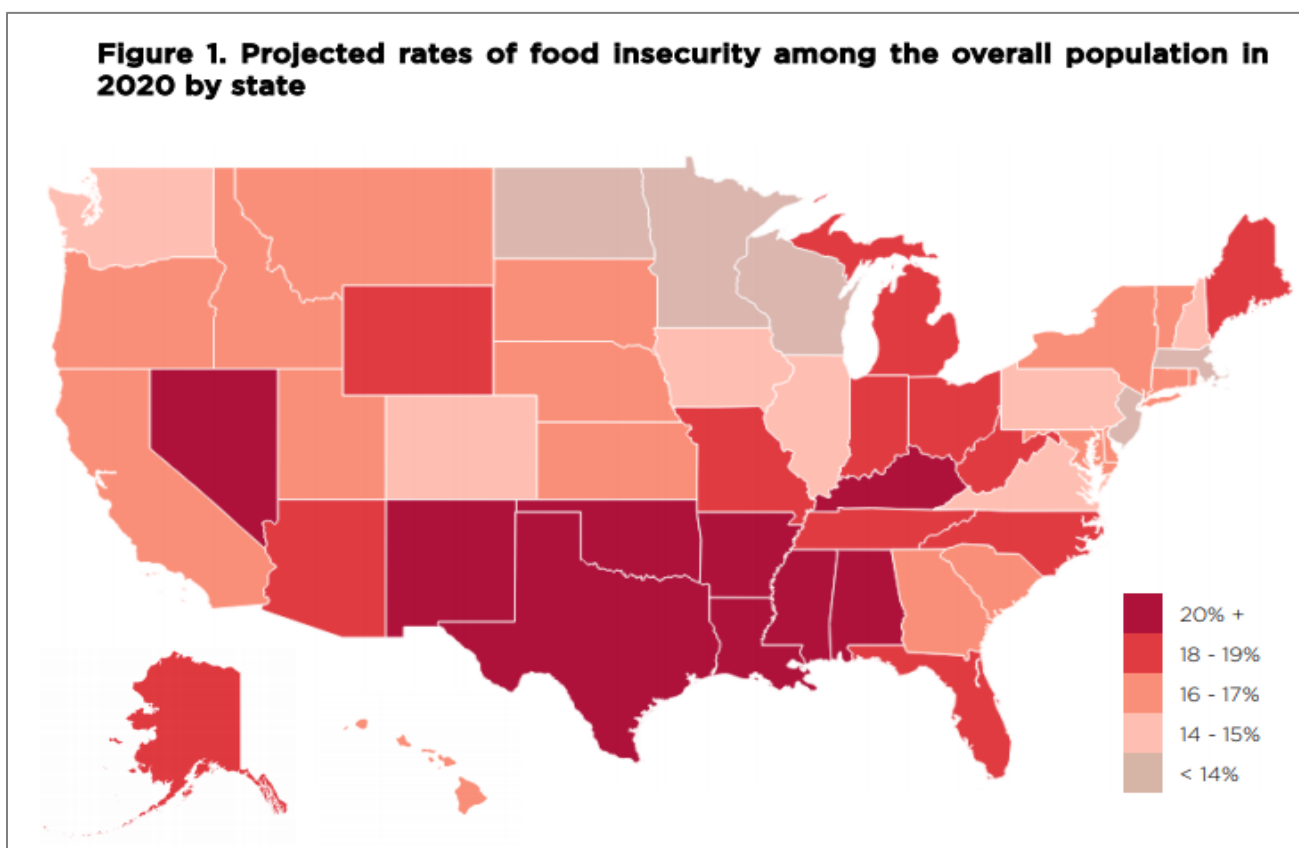 Figure 1. Projected rates of food insecurity among the overall population in
2020 by state
20% +
18 - 19%
16 - 17%
14 - 15%
< 14%